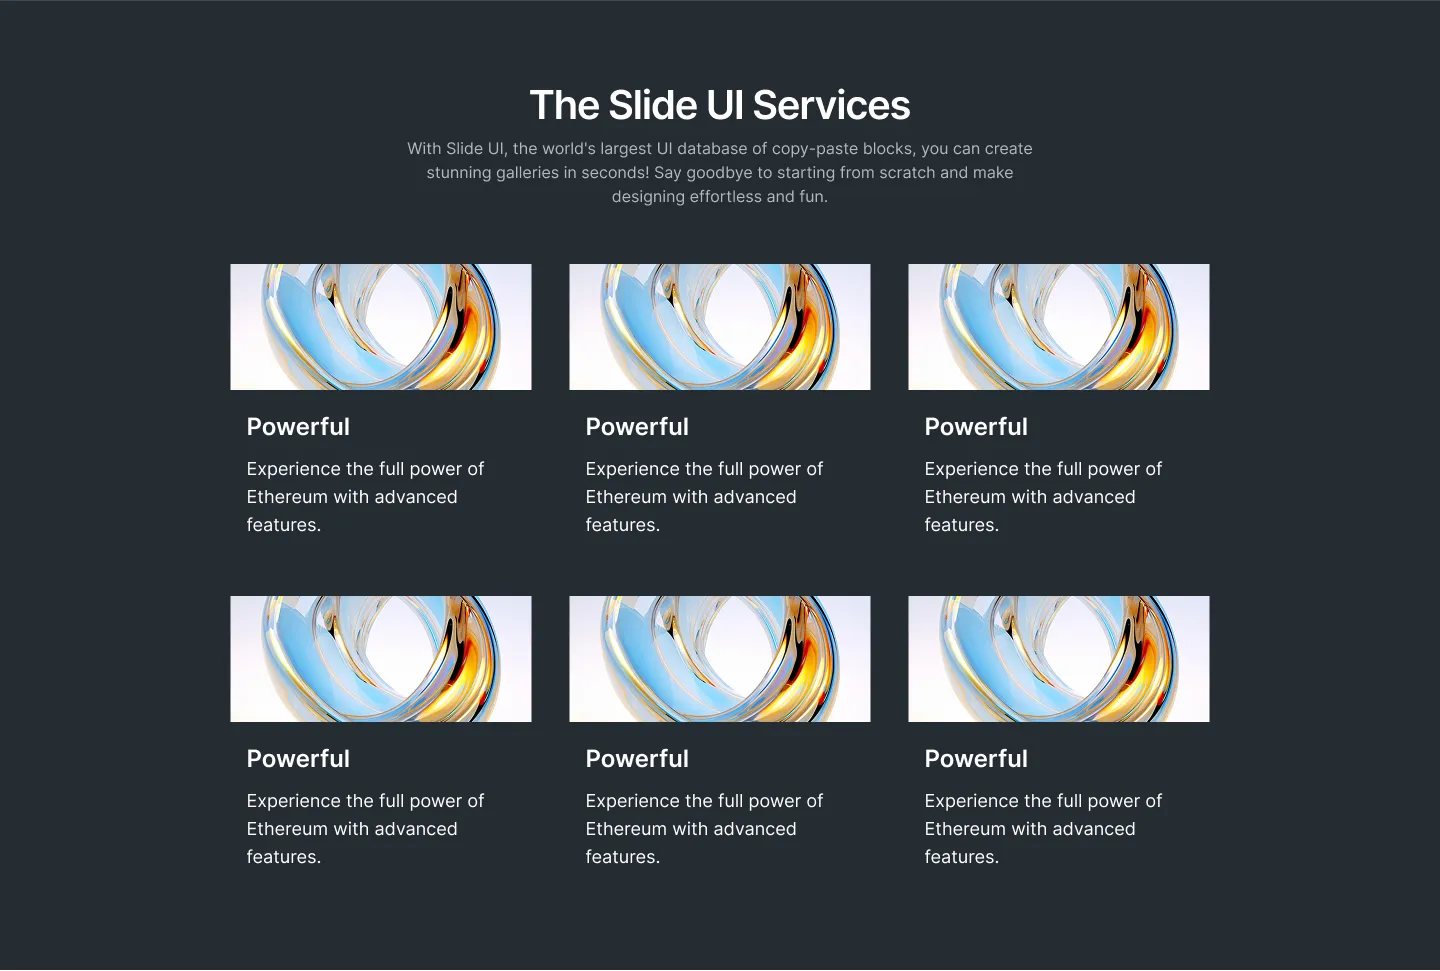 The Slide UI Services
With Slide UI, the world's largest UI database of copy-paste blocks, you can create
stunning galleries in seconds! Say goodbye to starting from scratch and make
designing effortless and fun.
Powerful
Experience the full power of
Ethereum with advanced
features.
Powerful
Experience the full power of
Ethereum with advanced
features.
Powerful
Experience the full power of
Ethereum with advanced
features.
Powerful
Experience the full power of
Ethereum with advanced
features.
Powerful
Experience the full power of
Ethereum with advanced
features.
Powerful
Experience the full power of
Ethereum with advanced
features.